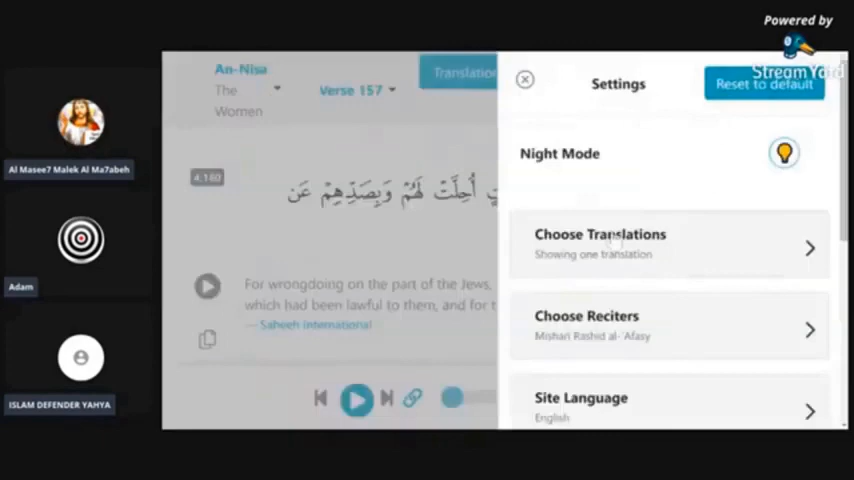 Powered by
StreamYard
An-Nisa
The
Women
Verse 157
Translation
Settings
Reset to default
Night Mode
Al Masee7 Malek Al Ma7abeh
4:160
أُحِلَّتْ لَهُمْ وَبِصَدِّهِمْ عَن
Choose Translations
Showing one translation
Adam
For wrongdoing on the part of the Jews,
which had been lawful to them, and for t
— Saheeh International
Choose Reciters
Mishari Rashid al-`Afasy
ISLAM DEFENDER YAHYA
Site Language
English